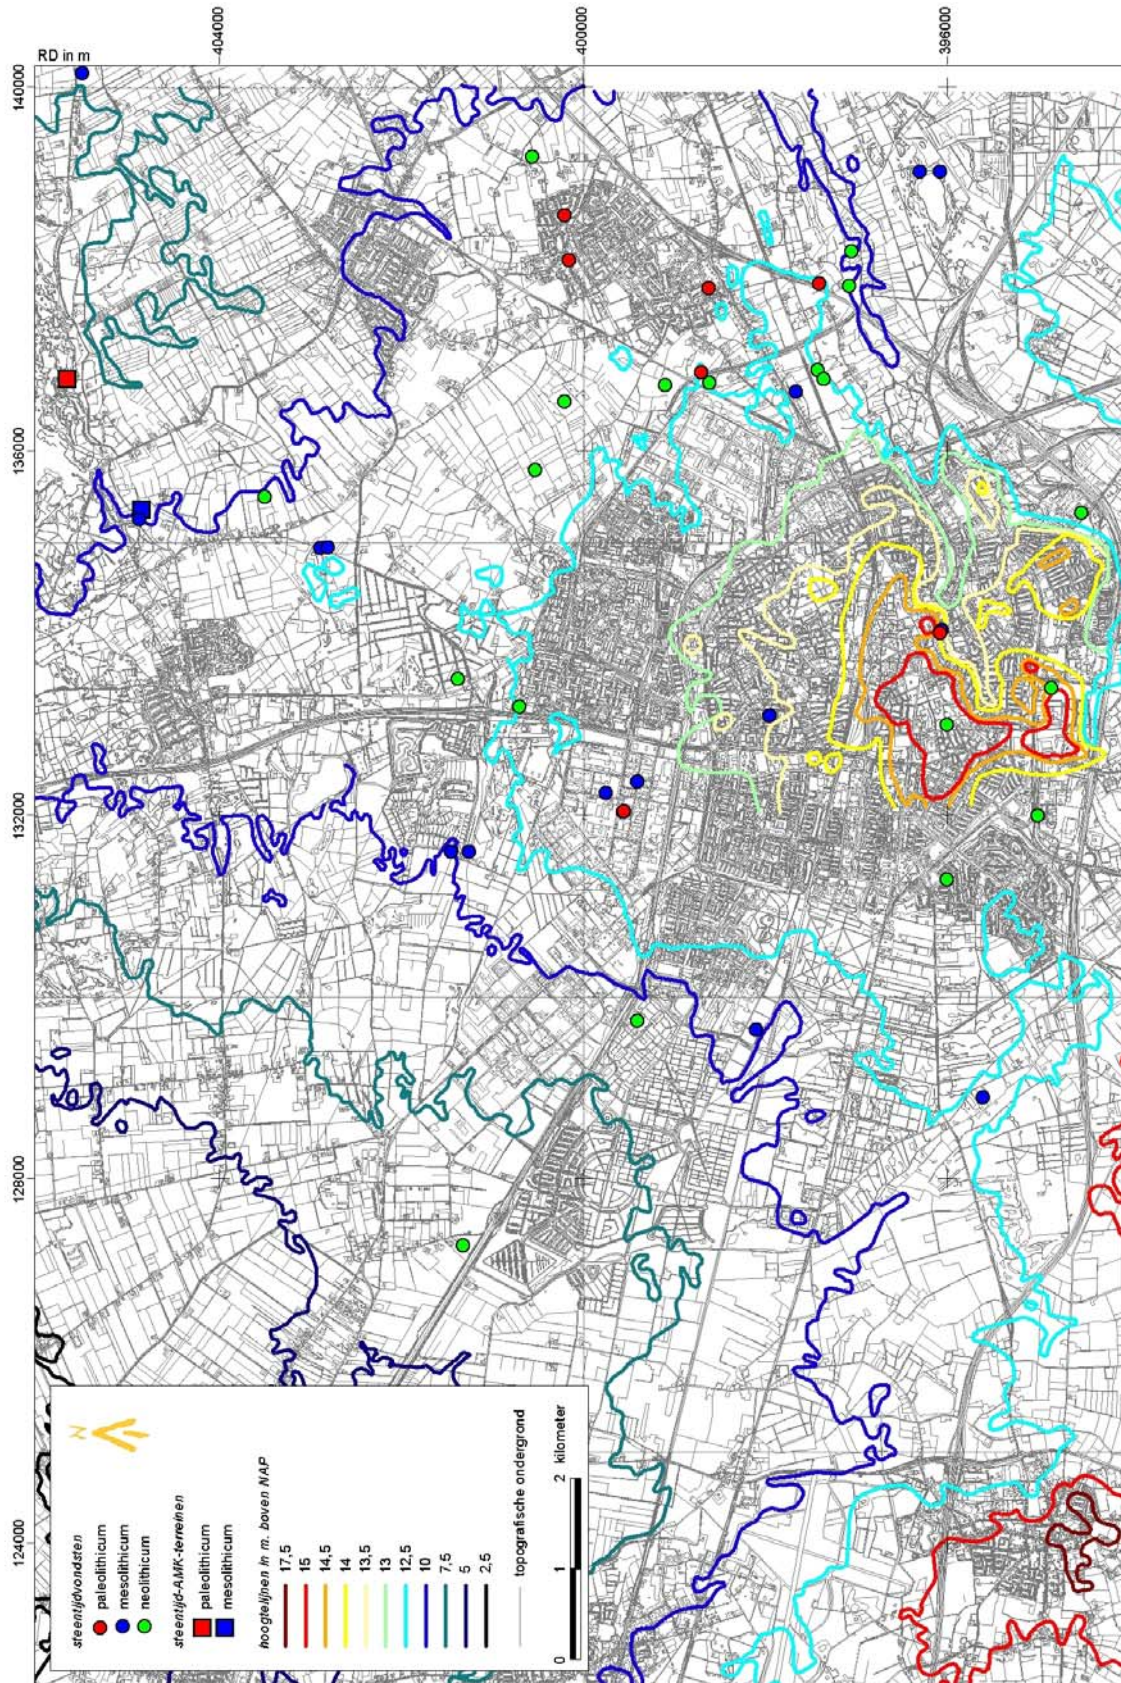 RD in m
140000
136000
132000
128000
124000
404000
400000
396000
N
steentijdvondsten
paleolithicum
mesolithicum
neolithicum
steentijd-AMK-terreinen
paleolithicum
mesolithicum
hoogtelijnen in m. boven NAP
17,5
15
14,5
14
13,5
13
12,5
10
7,5
5
2,5
topografische ondergrond
0 1 2 kilometer